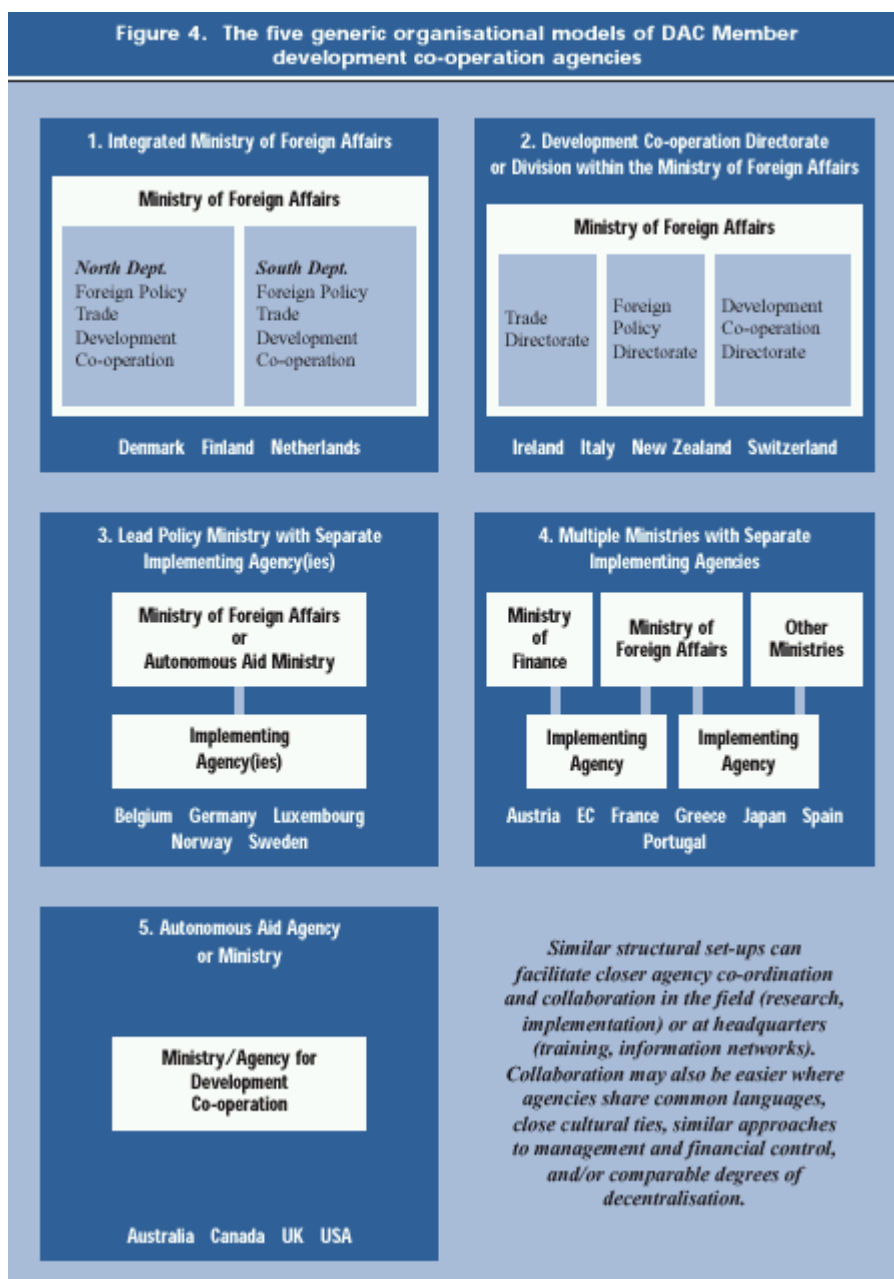 Figure 4. The five generic organisational models of DAC Member
development co-operation agencies
1. Integrated Ministry of Foreign Affairs
Ministry of Foreign Affairs
North Dept.
Foreign Policy
Trade
Development
Co-operation
South Dept.
Foreign Policy
Trade
Development
Co-operation
Denmark Finland Netherlands
2. Development Co-operation Directorate
or Division within the Ministry of Foreign Affairs
Ministry of Foreign Affairs
Trade
Directorate
Foreign
Policy
Directorate
Development
Co-operation
Directorate
Ireland Italy New Zealand Switzerland
3. Lead Policy Ministry with Separate
Implementing Agency(ies)
Ministry of Foreign Affairs
or
Autonomous Aid Ministry
Implementing
Agency(ies)
Belgium Germany Luxembourg
Norway Sweden
4. Multiple Ministries with Separate
Implementing Agencies
Ministry
of
Finance
Ministry of
Foreign Affairs
Other
Ministries
Implementing
Agency
Implementing
Agency
Austria EC France Greece Japan Spain
Portugal
5. Autonomous Aid Agency
or Ministry
Ministry/Agency for
Development
Co-operation
Australia Canada UK USA
Similar structural set-ups can
facilitate closer agency co-ordination
and collaboration in the field (research,
implementation) or at headquarters
(training, information networks).
Collaboration may also be easier where
agencies share common languages,
close cultural ties, similar approaches
to management and financial control,
and/or comparable degrees of
decentralisation.